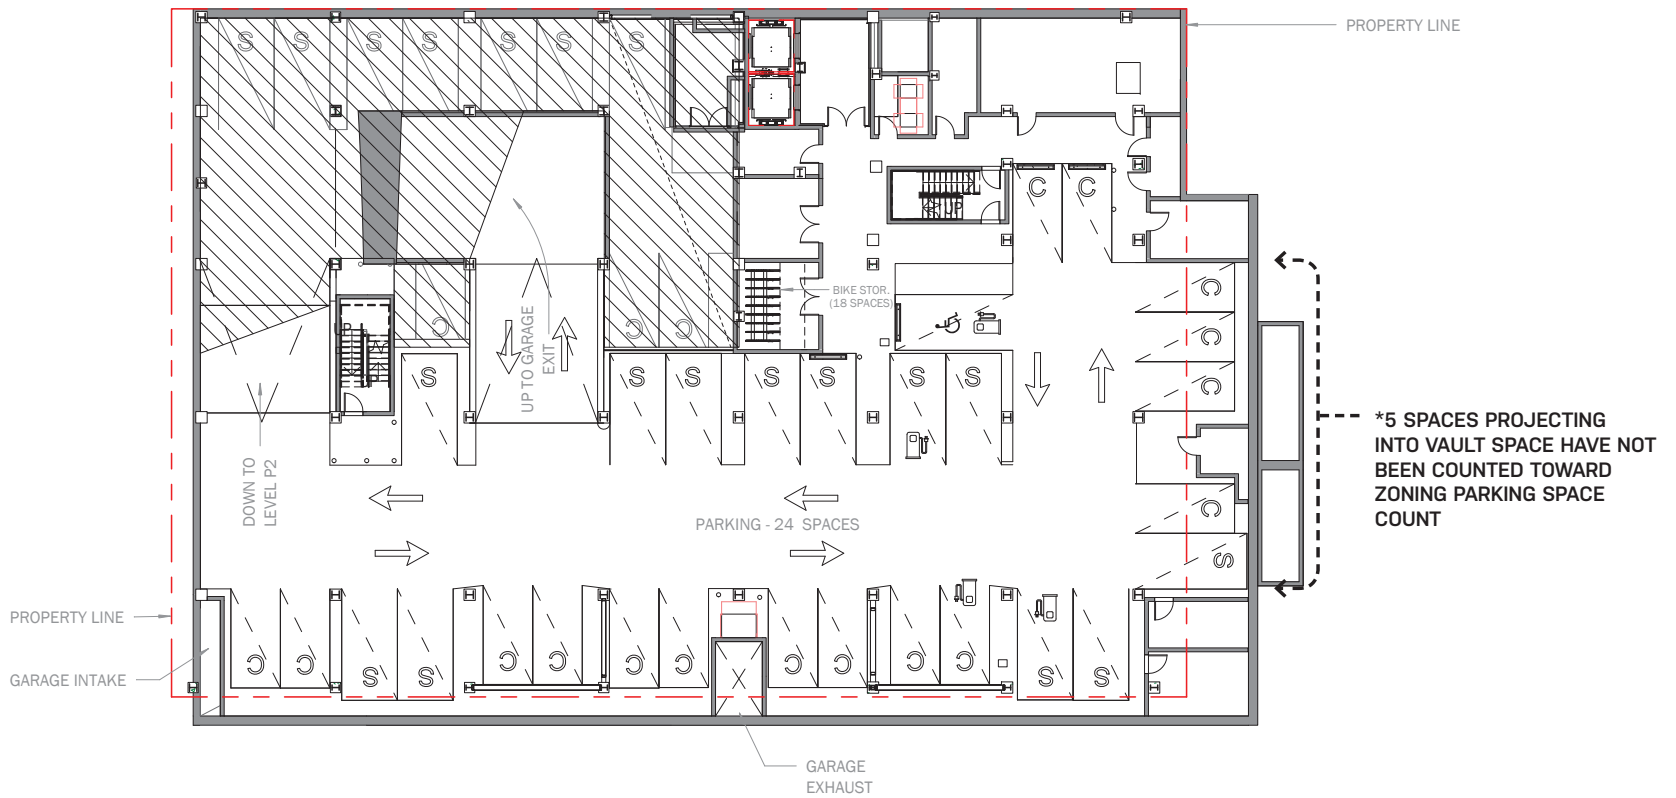 S S S S S S S
PROPERTY LINE
UP
C C
BIKE STOR.
(18 SPACES)
C
C
C
C C C
UP TO GARAGE
EXIT
S S S S S S S
*5 SPACES PROJECTING
INTO VAULT SPACE HAVE NOT
BEEN COUNTED TOWARD
ZONING PARKING SPACE
COUNT
DOWN TO
LEVEL P2
PARKING - 24 SPACES
C
S
PROPERTY LINE
GARAGE INTAKE
C C S S C C C C C C C C S S
GARAGE
EXHAUST